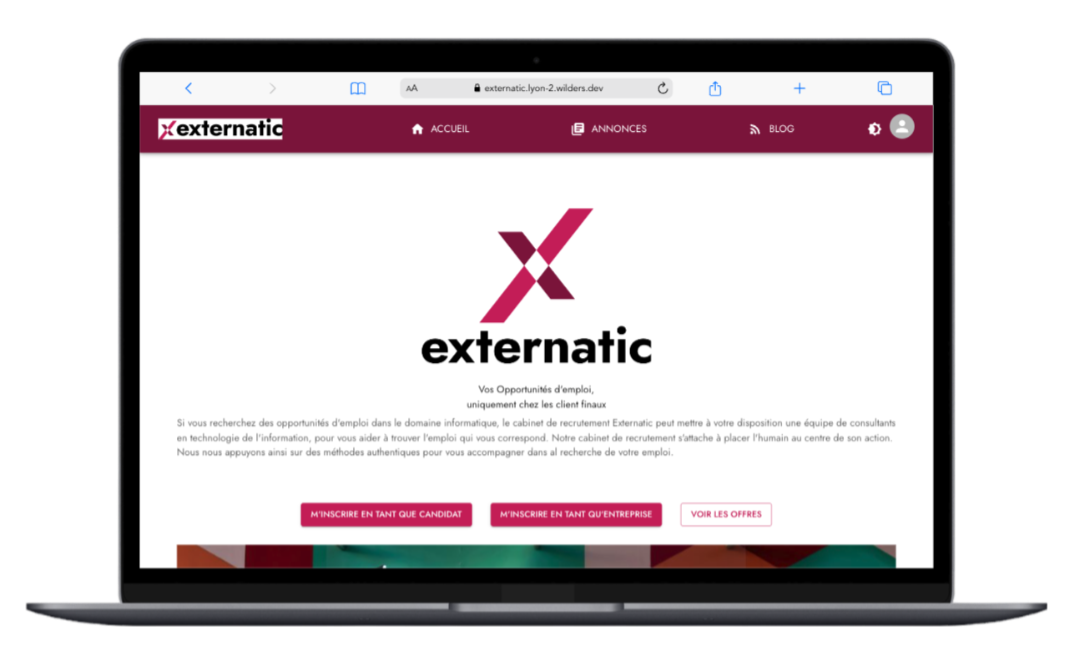 AA externatic.lyon-2.wilders.dev
externatic ACCUEIL ANNONCES BLOG
externatic
Vos Opportunités d'emploi,
uniquement chez les client finaux
Si vous recherchez des opportunités d'emploi dans le domaine informatique, le cabinet de recrutement Externatic peut mettre à votre disposition une équipe de consultants
en technologie de l'information, pour vous aider à trouver l'emploi qui vous correspond. Notre cabinet de recrutement s'attache à placer l'humain au centre de son action.
Nous nous appuyons ainsi sur des méthodes authentiques pour vous accompagner dans al recherche de votre emploi.
M'INSCRIRE EN TANT QUE CANDIDAT M'INSCRIRE EN TANT QU'ENTREPRISE VOIR LES OFFRES